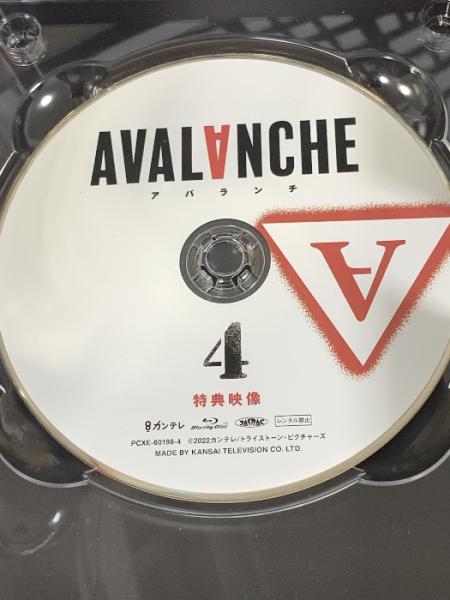 AVALANCHE
アバランチ
A
4
特典映像
カンテレ Blu-ray Disc JASRAC レンタル禁止
PCXE-60198-4 ©2022カンテレ/トライストーン・ピクチャーズ
MADE BY KANSAI TELEVISION CO. LTD.